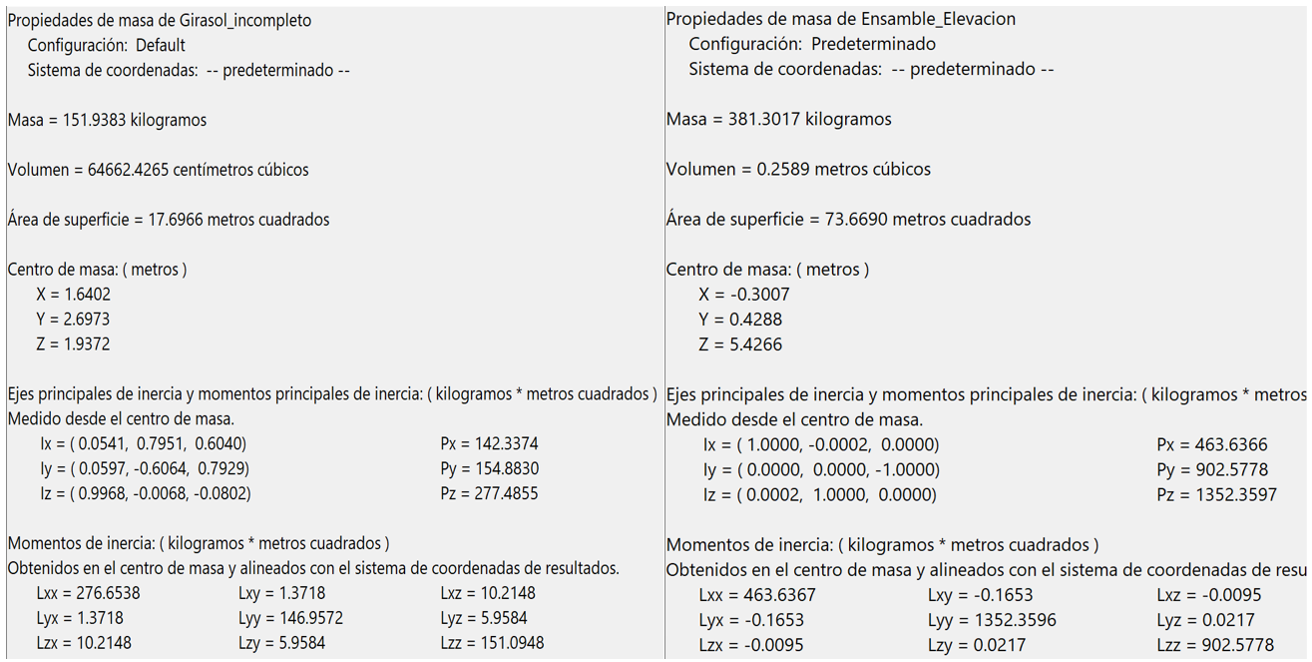 Propiedades de masa de Girasol_incompleto
Configuración: Default
Sistema de coordenadas: -- predeterminado --
Masa = 151.9383 kilogramos
Volumen = 64662.4265 centímetros cúbicos
Área de superficie = 17.6966 metros cuadrados
Centro de masa: ( metros )
X = 1.6402
Y = 2.6973
Z = 1.9372
Ejes principales de inercia y momentos principales de inercia: ( kilogramos * metros cuadrados )
Medido desde el centro de masa.
Ix = ( 0.0541, 0.7951, 0.6040) Px = 142.3374
Iy = ( 0.0597, -0.6064, 0.7929) Py = 154.8830
Iz = ( 0.9968, -0.0068, -0.0802) Pz = 277.4855
Momentos de inercia: ( kilogramos * metros cuadrados )
Obtenidos en el centro de masa y alineados con el sistema de coordenadas de resultados.
Lxx = 276.6538 Lxy = 1.3718 Lxz = 10.2148
Lyx = 1.3718 Lyy = 146.9572 Lyz = 5.9584
Lzx = 10.2148 Lzy = 5.9584 Lzz = 151.0948
Propiedades de masa de Ensamble_Elevacion
Configuración: Predeterminado
Sistema de coordenadas: -- predeterminado --
Masa = 381.3017 kilogramos
Volumen = 0.2589 metros cúbicos
Área de superficie = 73.6690 metros cuadrados
Centro de masa: ( metros )
X = -0.3007
Y = 0.4288
Z = 5.4266
Ejes principales de inercia y momentos principales de inercia: ( kilogramos * metros
Medido desde el centro de masa.
Ix = ( 1.0000, -0.0002, 0.0000) Px = 463.6366
Iy = ( 0.0000, 0.0000, -1.0000) Py = 902.5778
Iz = ( 0.0002, 1.0000, 0.0000) Pz = 1352.3597
Momentos de inercia: ( kilogramos * metros cuadrados )
Obtenidos en el centro de masa y alineados con el sistema de coordenadas de resu
Lxx = 463.6367 Lxy = -0.1653 Lxz = -0.0095
Lyx = -0.1653 Lyy = 1352.3596 Lyz = 0.0217
Lzx = -0.0095 Lzy = 0.0217 Lzz = 902.5778